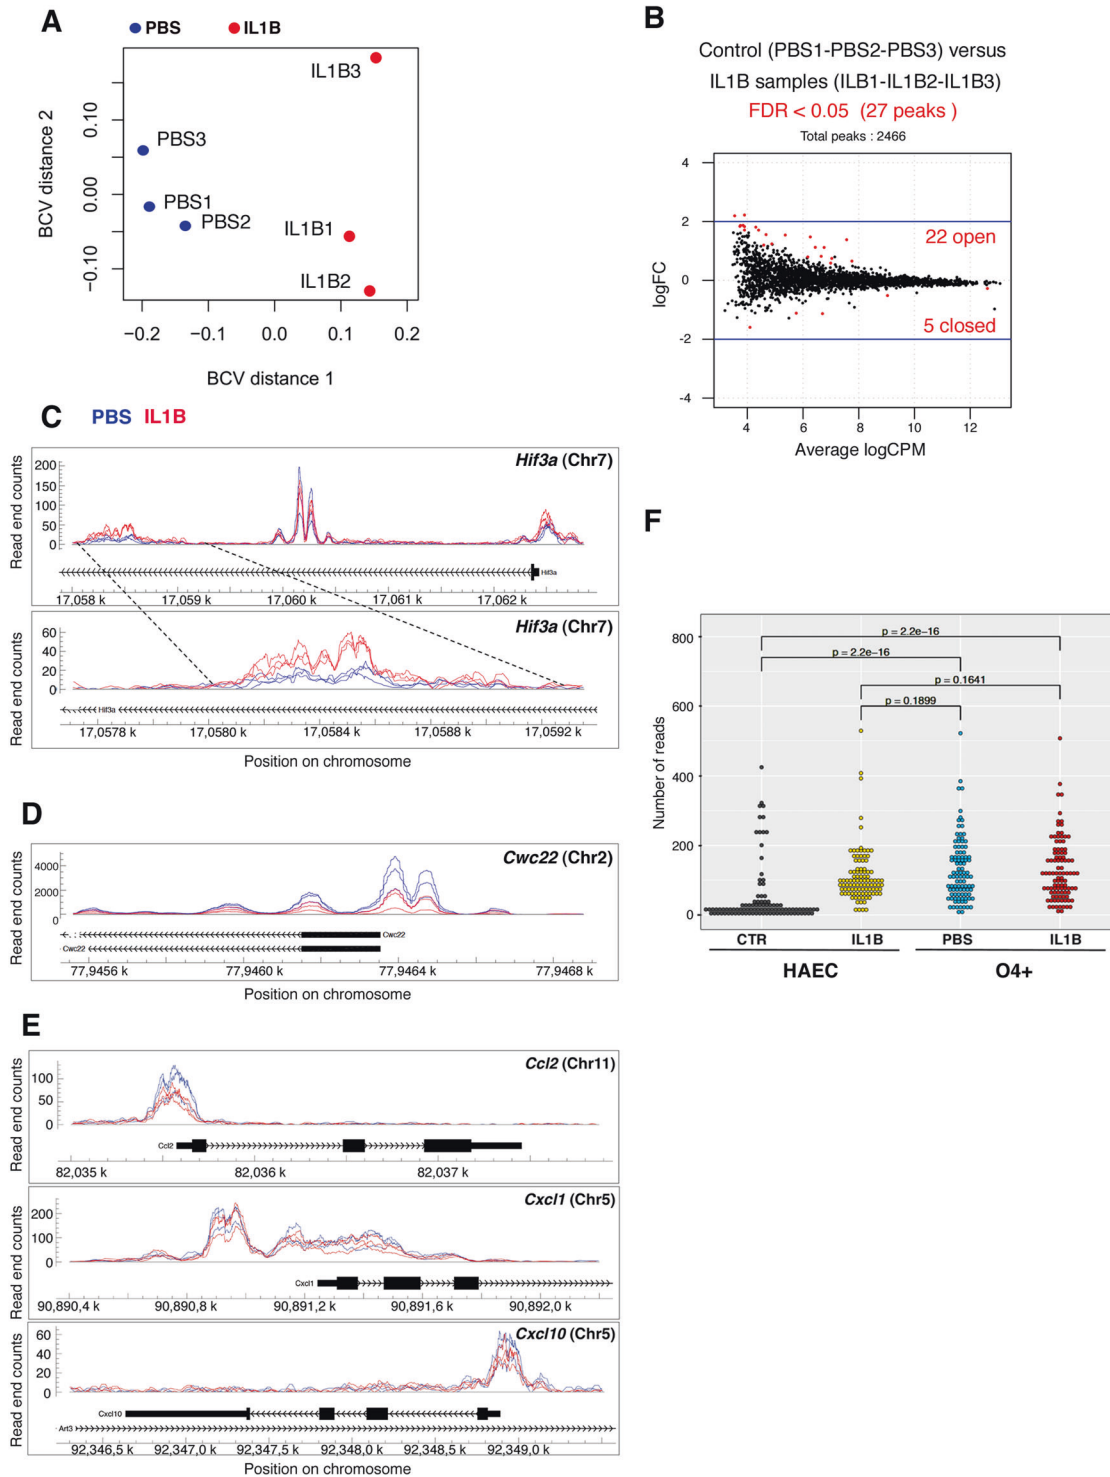 A
PBS IL1B
BCV distance 2
0.10
0.00
−0.10
IL1B3
PBS3
PBS1
PBS2
IL1B1
IL1B2
−0.2 −0.1 0.0 0.1 0.2
BCV distance 1
B
Control (PBS1-PBS2-PBS3) versus
IL1B samples (ILB1-IL1B2-IL1B3)
FDR < 0.05 (27 peaks )
Total peaks : 2466
logFC
4
2
0
-2
-4
22 open
5 closed
4 6 8 10 12
Average logCPM
C PBS IL1B
Read end counts
Hif3a (Chr7)
200
150
100
50
0
Hif3a
17,058 k 17,059 k 17,060 k 17,061 k 17,062 k
Read end counts
Hif3a (Chr7)
60
40
20
0
Hif3a
17,0578 k 17,0580 k 17,0584 k 17,0588 k 17,0592 k
Position on chromosome
D
Read end counts
Cwc22 (Chr2)
4000
2000
0
Cwc22
Cwc22
77,9456 k 77,9460 k 77,9464 k 77,9468 k
Position on chromosome
E
Read end counts
Ccl2 (Chr11)
100
50
0
Ccl2
82,035 k 82,036 k 82,037 k
Read end counts
Cxcl1 (Chr5)
200
100
0
Cxcl1
90,890,4 k 90,890,8 k 90,891,2 k 90,891,6 k 90,892,0 k
Read end counts
Cxcl10 (Chr5)
60
40
20
0
Cxcl10
Art3
92,346,5 k 92,347,0 k 92,347,5 k 92,348,0 k 92,348,5 k 92,349,0 k
Position on chromosome
F
Number of reads
800
600
400
200
0
p = 2.2e−16
p = 2.2e−16
p = 0.1641
p = 0.1899
CTR IL1B PBS IL1B
HAEC O4+